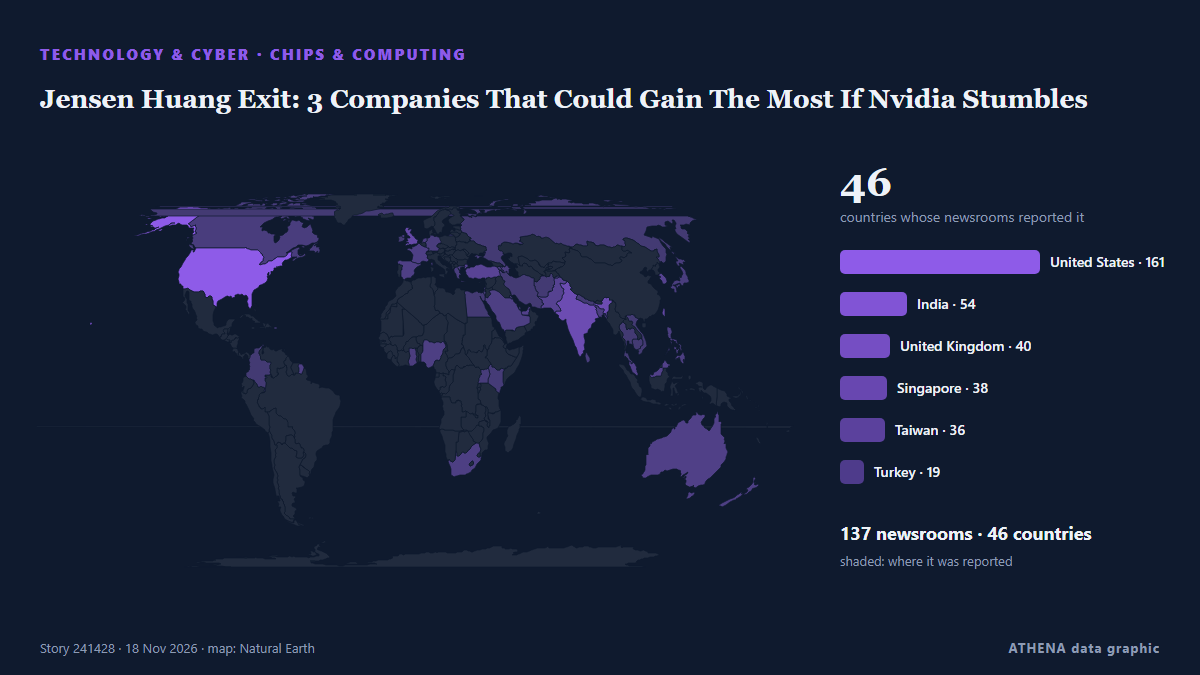 TECHNOLOGY & CYBER · CHIPS & COMPUTING
Jensen Huang Exit: 3 Companies That Could Gain The Most If Nvidia Stumbles
46
countries whose newsrooms reported it
United States · 161
India · 54
United Kingdom · 40
Singapore · 38
Taiwan · 36
Turkey · 19
137 newsrooms · 46 countries
shaded: where it was reported
Story 241428 · 18 Nov 2026 · map: Natural Earth
ATHENA data graphic